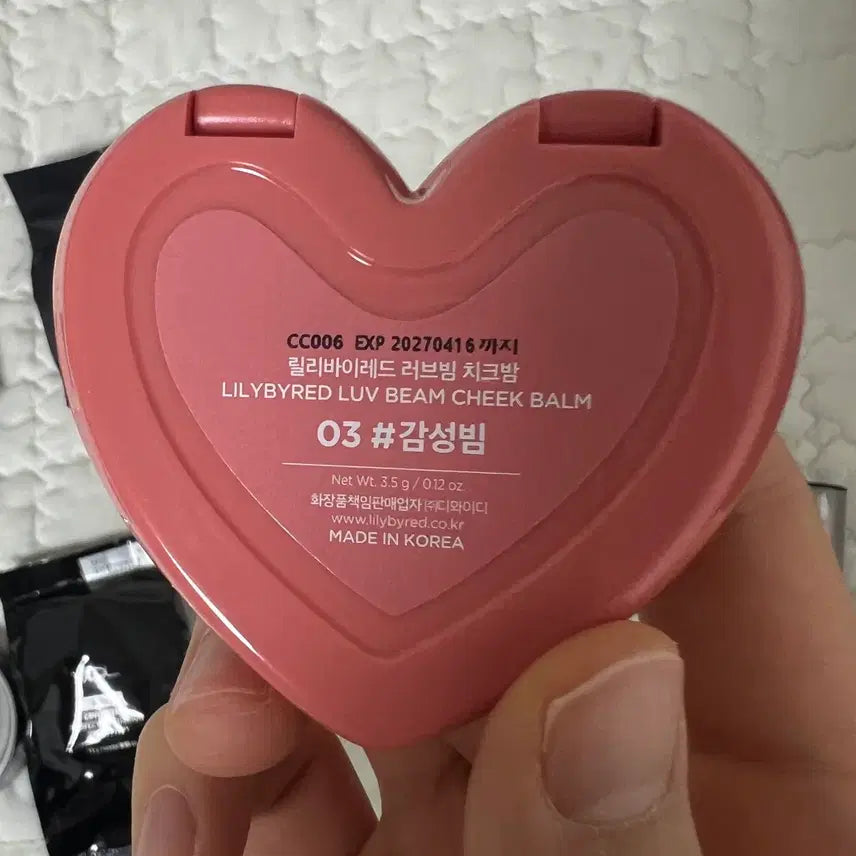 CC006 EXP 20270416 까지
릴리바이레드 러브빔 치크밤
LILYBYRED LUV BEAM CHEEK BALM
03 #감성빔
Net Wt. 3.5 g / 0.12 oz.
화장품책임판매업자 ㈜디와이디
www.lilybyred.co.kr
MADE IN KOREA